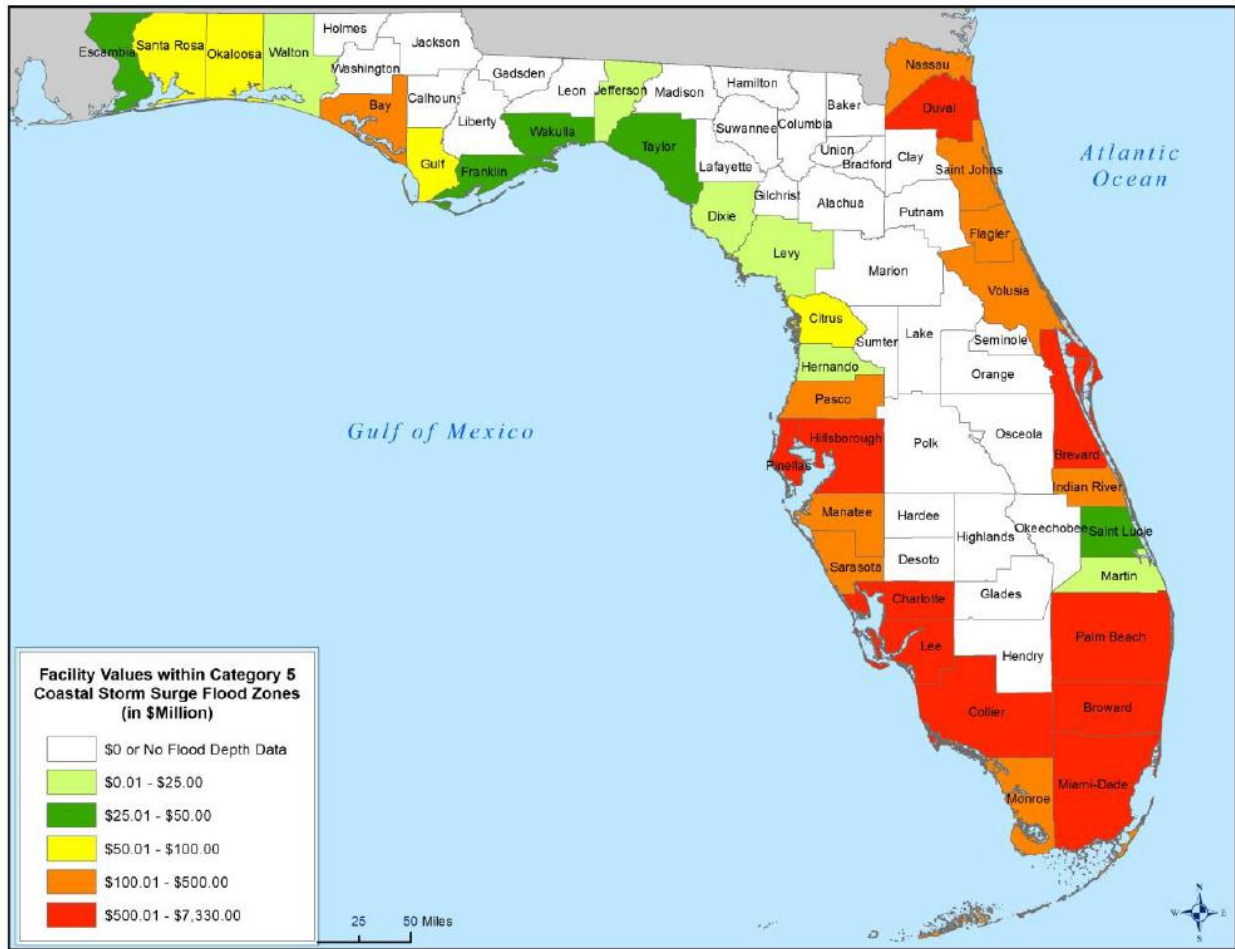 Holmes
Jackson
Escambia
Santa Rosa
Okaloosa
Walton
Washington
Gadsden
Bay
Calhoun
Leon
Jefferson
Madison
Hamilton
Nassau
Duval
Baker
Liberty
Wakulla
Suwannee
Columbia
Taylor
Union
Bradford
Clay
Gulf
Franklin
Lafayette
Saint Johns
Atlantic
Ocean
Gilchrist
Alachua
Putnam
Dixie
Flagler
Levy
Marion
Volusia
Citrus
Sumter
Lake
Seminole
Hernando
Orange
Pasco
Gulf of Mexico
Hillsborough
Polk
Osceola
Brevard
Pinellas
Indian River
Manatee
Hardee
Okeechobee
Saint Lucie
Highlands
Desoto
Sarasota
Martin
Charlotte
Glades
Lee
Palm Beach
Hendry
Collier
Broward
Monroe
Miami-Dade
Facility Values within Category 5
Coastal Storm Surge Flood Zones
(in $Million)
$0 or No Flood Depth Data
$0.01 - $25.00
$25.01 - $50.00
$50.01 - $100.00
$100.01 - $500.00
$500.01 - $7,330.00
25 50 Miles
N
W E
S